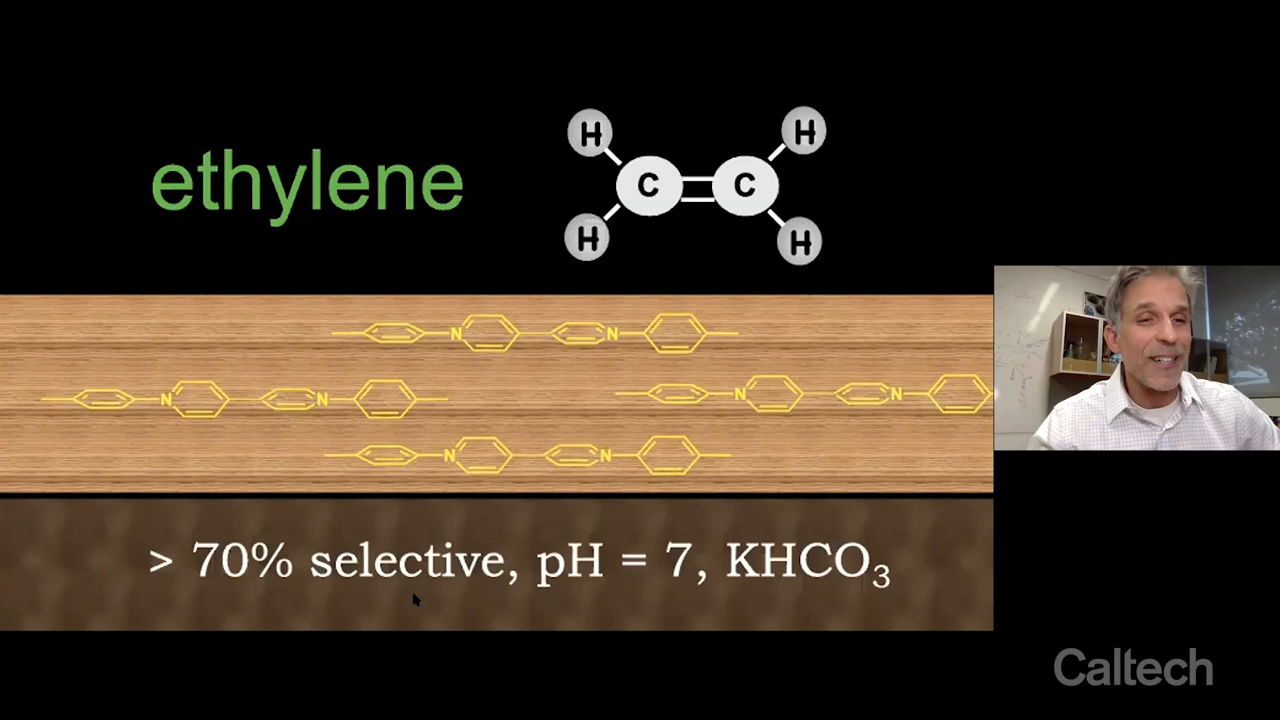 ethylene
H
H
C
C
H
H
N
N
N
N
N
N
N
N
> 70% selective, pH = 7, KHCO₃
Caltech